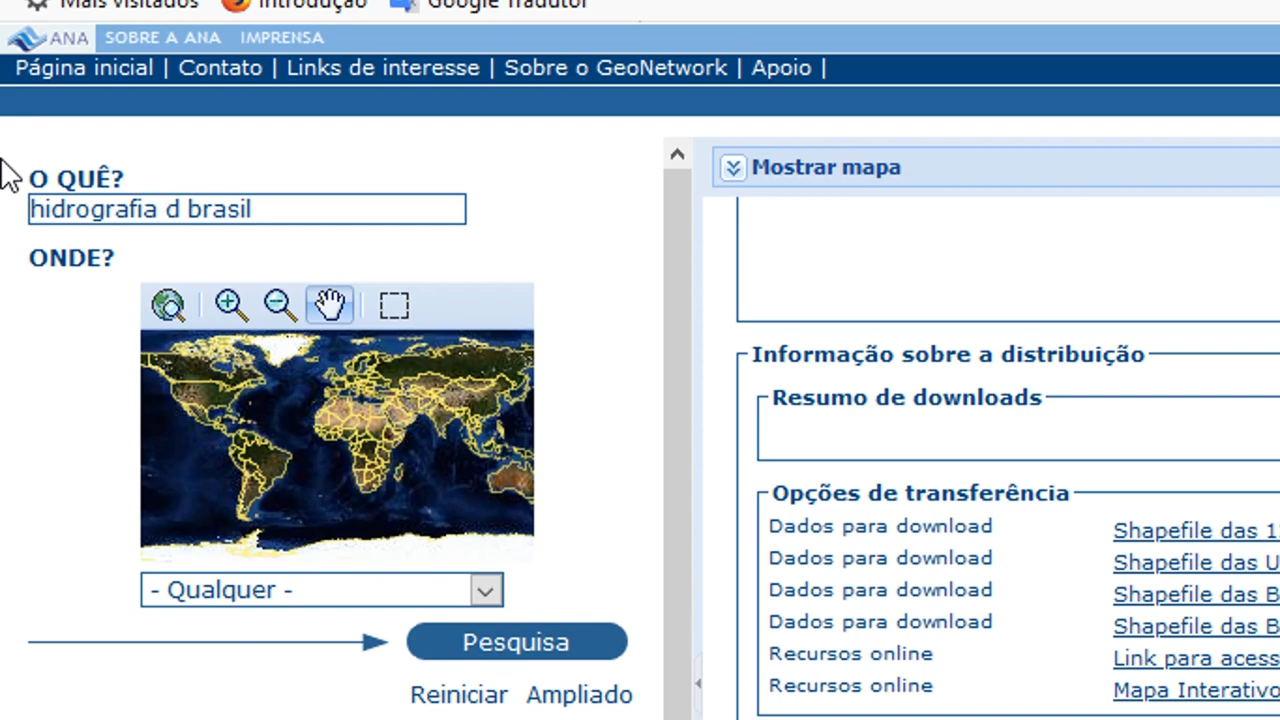 Mais visitados Introdução Google Tradutor
ANA SOBRE A ANA IMPRENSA
Página inicial | Contato | Links de interesse | Sobre o GeoNetwork | Apoio |
O QUÊ?
hidrografia d brasil
ONDE?
- Qualquer -
Pesquisa
Reiniciar Ampliado
Mostrar mapa
Informação sobre a distribuição
Resumo de downloads
Opções de transferência
Dados para download Shapefile das 1
Dados para download Shapefile das U
Dados para download Shapefile das B
Dados para download Shapefile das B
Recursos online Link para acess
Recursos online Mapa Interativo